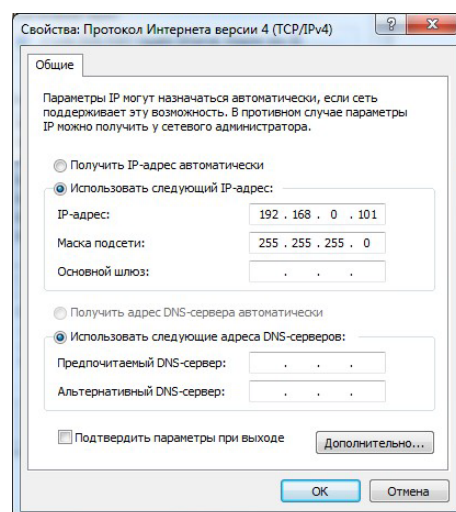 Свойства: Протокол Интернета версии 4 (TCP/IPv4)
Общие
Параметры IP могут назначаться автоматически, если сеть
поддерживает эту возможность. В противном случае параметры
IP можно получить у сетевого администратора.
Получить IP-адрес автоматически
Использовать следующий IP-адрес:
IP-адрес: 192 . 168 . 0 . 101
Маска подсети: 255 . 255 . 255 . 0
Основной шлюз: . . .
Получить адрес DNS-сервера автоматически
Использовать следующие адреса DNS-серверов:
Предпочитаемый DNS-сервер: . . .
Альтернативный DNS-сервер: . . .
Подтвердить параметры при выходе
Дополнительно...
ОК Отмена